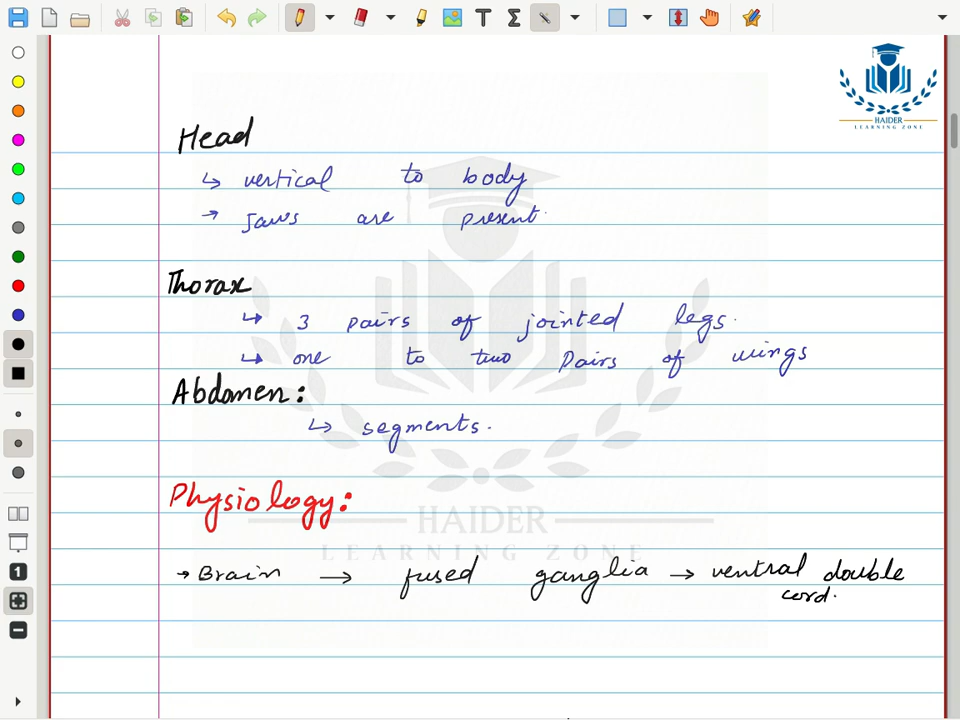 HAIDER
LEARNING ZONE
Head
↳ vertical to body
→ Jaws are present.
Thorax
↳ 3 pairs of jointed legs.
↳ one to two Pairs of wings
Abdomen:
↳ segments.
Physiology:
HAIDER
LEARNING ZONE
→ Brain → fused ganglia → ventral double
cord.